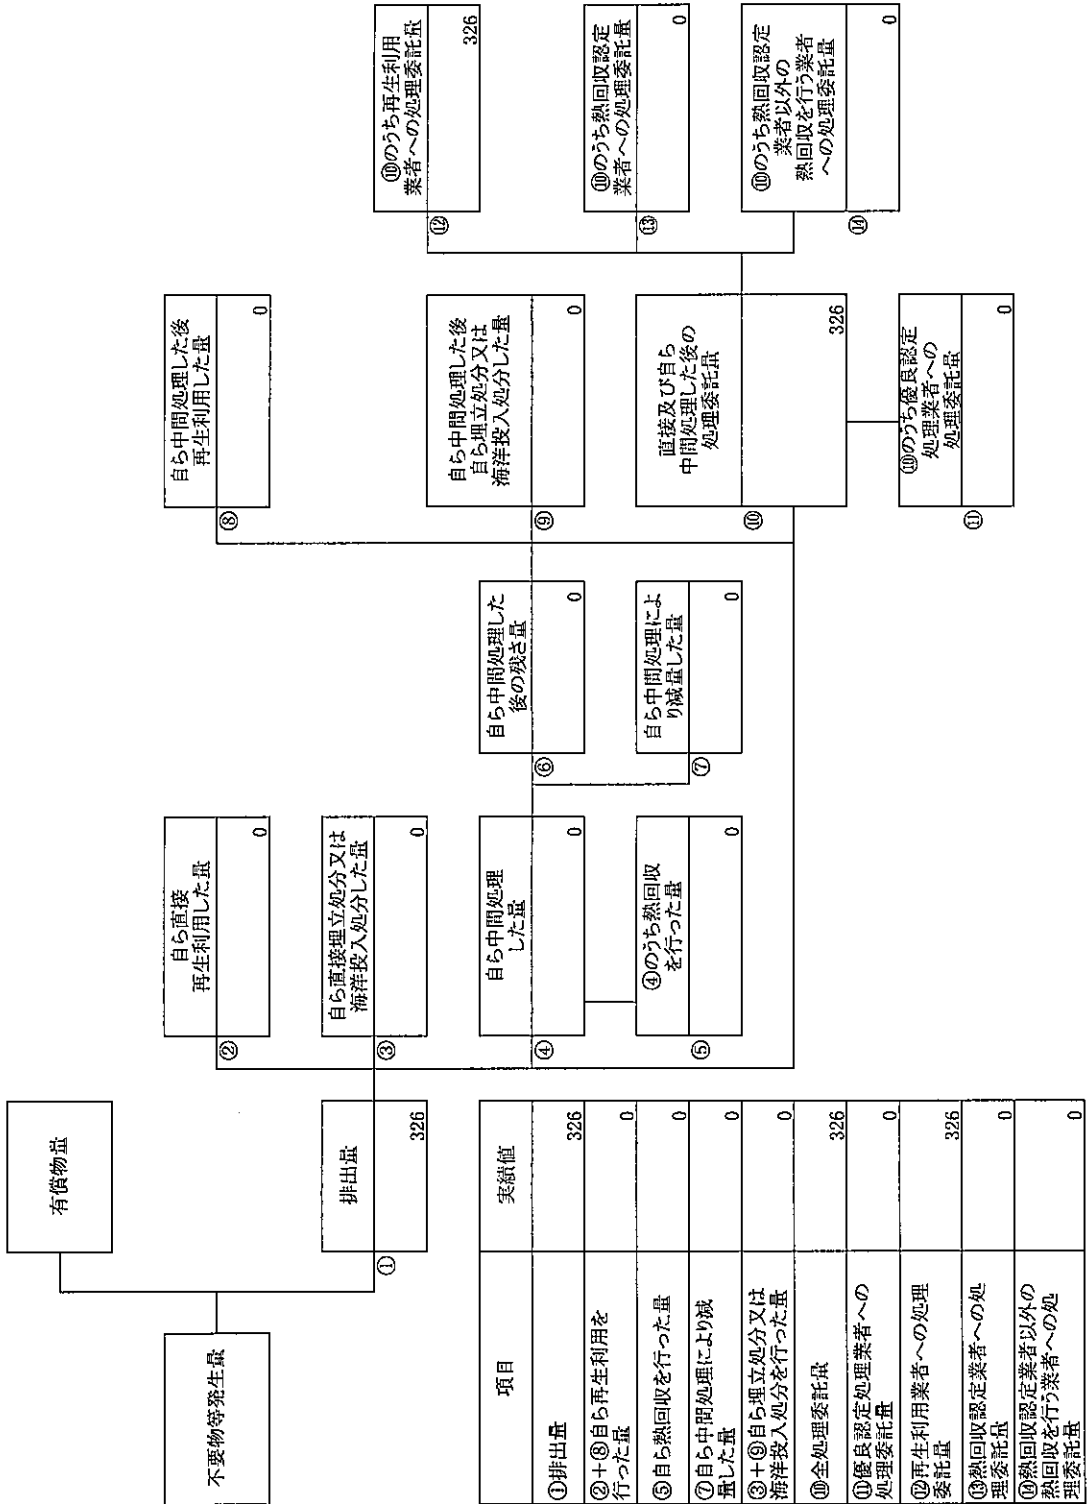 不要物等発生量
有償物量
①
排出量
326
②
自ら直接
再生利用した量
0
③
自ら直接埋立処分又は
海洋投入処分した量
0
④
自ら中間処理
した量
0
⑤
④のうち熱回収
を行った量
0
⑥
自ら中間処理した
後の残さ量
0
⑦
自ら中間処理によ
り減量した量
0
⑧
自ら中間処理した後
再生利用した量
0
⑨
自ら中間処理した後
自ら埋立処分又は
海洋投入処分した量
0
⑩
直接及び自ら
中間処理した後の
処理委託量
326
⑪
⑩のうち優良認定
処理業者への
処理委託量
0
⑫
⑩のうち再生利用
業者への処理委託量
326
⑬
⑩のうち熱回収認定
業者への処理委託量
0
⑭
⑩のうち熱回収認定
業者以外の
熱回収を行う業者
への処理委託量
0
項目 実績値
①排出量 326
②+⑧自ら再生利用を
行った量 0
⑤自ら熱回収を行った量 0
⑦自ら中間処理により減
量した量 0
③+⑨自ら埋立処分又は
海洋投入処分を行った量 0
⑩全処理委託量 326
⑪優良認定処理業者への
処理委託量 0
⑫再生利用業者への処理
委託量 326
⑬熱回収認定業者への処
理委託量 0
⑭熱回収認定業者以外の
熱回収を行う業者への処
理委託量 0